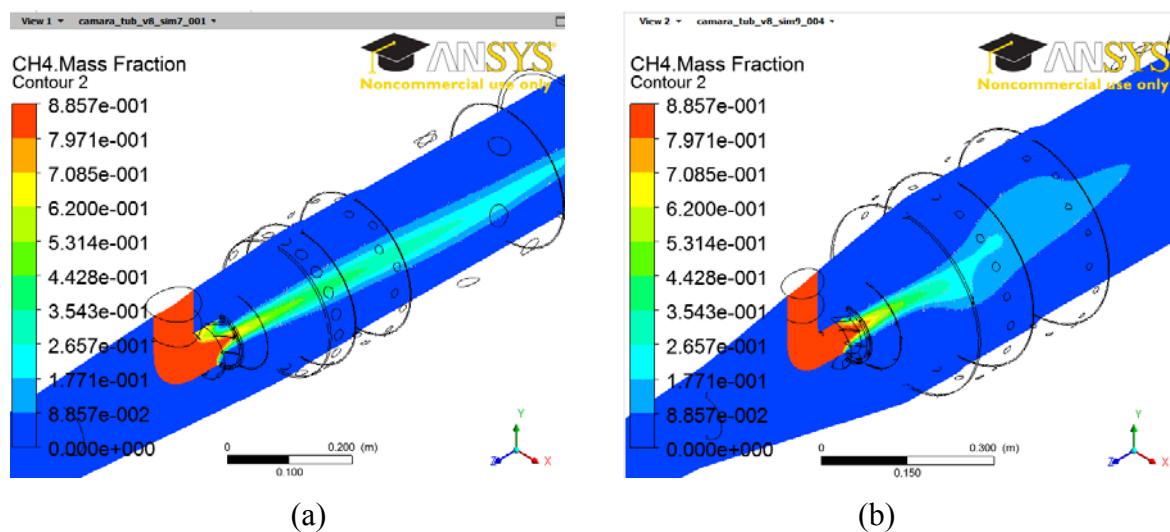 View 1 ▾ camara_tub_v8_sim7_001 ▾
CH4.Mass Fraction
Contour 2
ANSYS
Noncommercial use only
8.857e-001
7.971e-001
7.085e-001
6.200e-001
5.314e-001
4.428e-001
3.543e-001
2.657e-001
1.771e-001
8.857e-002
0.000e+000
0 0.200 (m)
0.100
Y
Z X
(a)
View 2 ▾ camara_tub_v8_sim9_004 ▾
CH4.Mass Fraction
Contour 2
ANSYS
Noncommercial use only
8.857e-001
7.971e-001
7.085e-001
6.200e-001
5.314e-001
4.428e-001
3.543e-001
2.657e-001
1.771e-001
8.857e-002
0.000e+000
0 0.300 (m)
0.150
Y
Z X
(b)